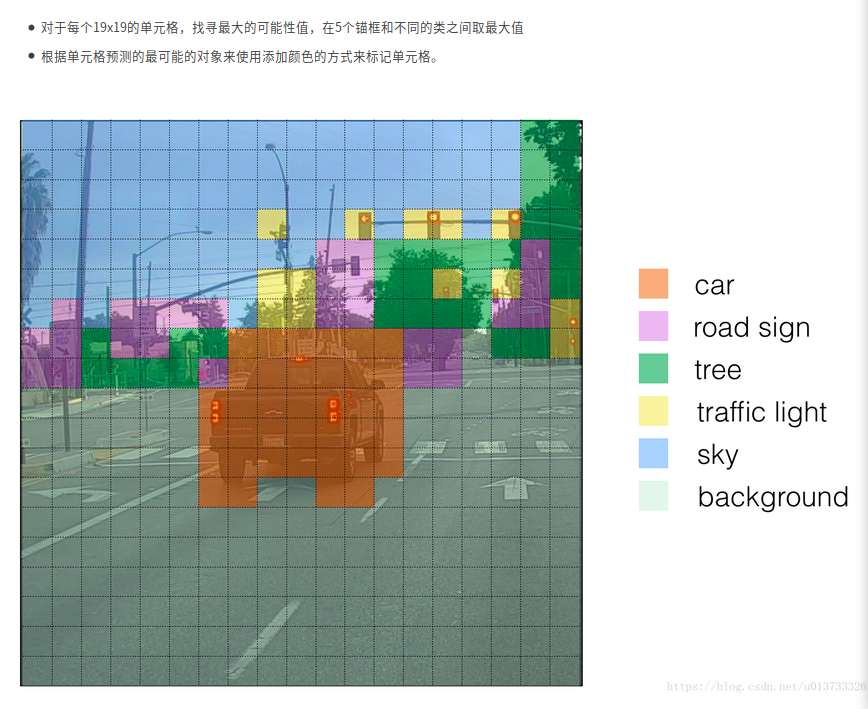 ● 对于每个19x19的单元格，找寻最大的可能性值，在5个锚框和不同的类之间取最大值
● 根据单元格预测的最可能的对象来使用添加颜色的方式来标记单元格。
car
road sign
tree
traffic light
sky
background
https://blog.csdn.net/u013733326